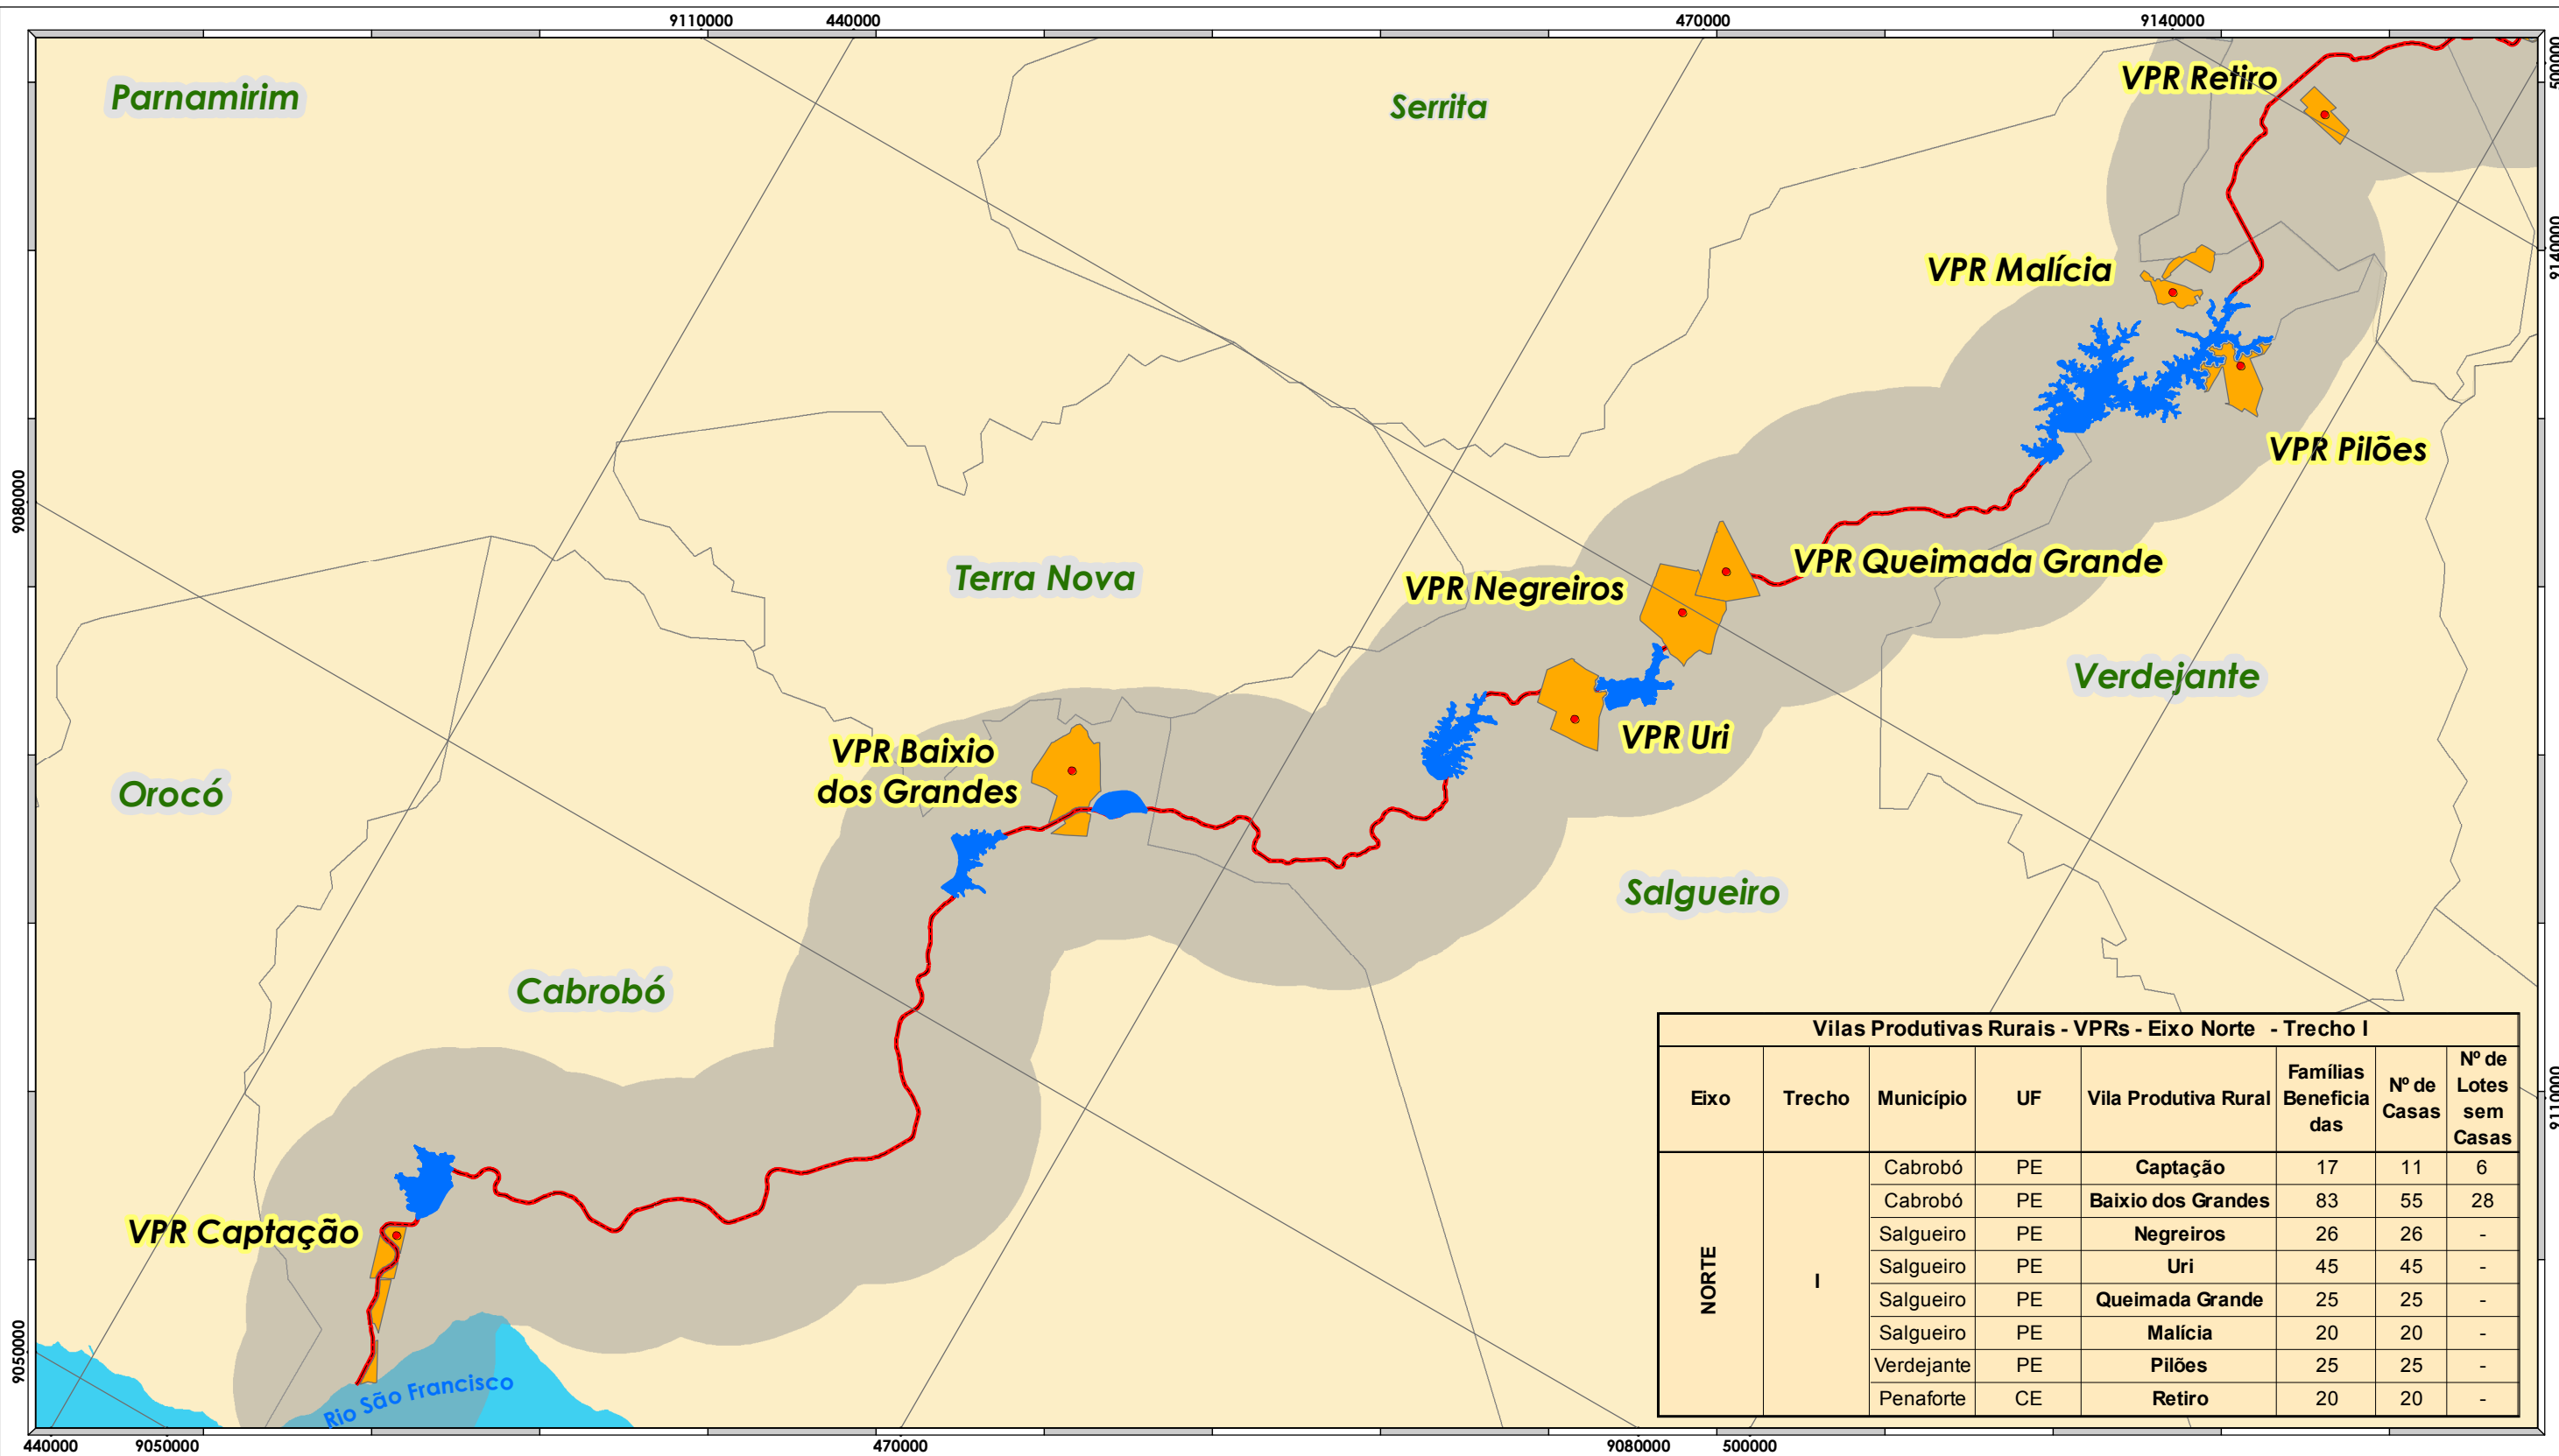 9110000 440000 470000 9140000
500000
Parnamirim
Serrita
VPR Retiro
9140000
VPR Malícia
VPR Pilões
9080000
VPR Queimada Grande
Terra Nova
VPR Negreiros
Verdejante
VPR Uri
VPR Baixio
dos Grandes
Orocó
Salgueiro
Cabrobó
9110000
VPR Captação
9050000
Rio São Francisco
Vilas Produtivas Rurais - VPRs - Eixo Norte - Trecho I
Eixo Trecho Município UF Vila Produtiva Rural Famílias Beneficia das Nº de Casas Nº de Lotes sem Casas
NORTE I
Cabrobó PE Captação 17 11 6
Cabrobó PE Baixio dos Grandes 83 55 28
Salgueiro PE Negreiros 26 26 -
Salgueiro PE Uri 45 45 -
Salgueiro PE Queimada Grande 25 25 -
Salgueiro PE Malícia 20 20 -
Verdejante PE Pilões 25 25 -
Penaforte CE Retiro 20 20 -
440000 9050000 470000 9080000 500000